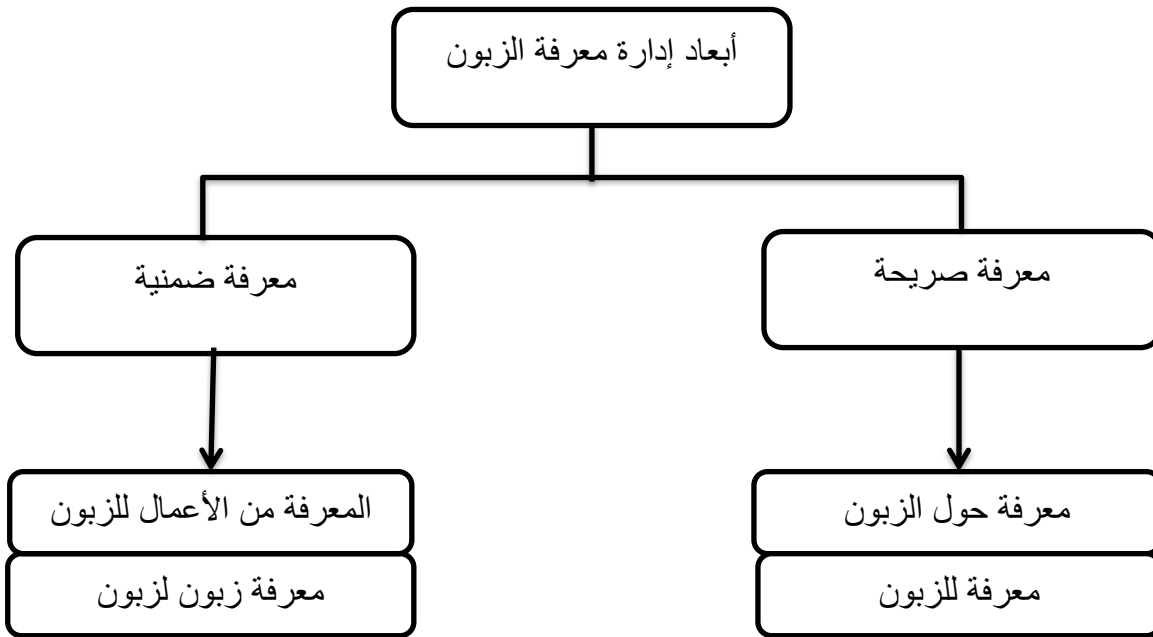 أبعاد إدارة معرفة الزبون
معرفة صريحة
معرفة ضمنية
معرفة حول الزبون
المعرفة من الأعمال للزبون
معرفة للزبون
معرفة زبون لزبون